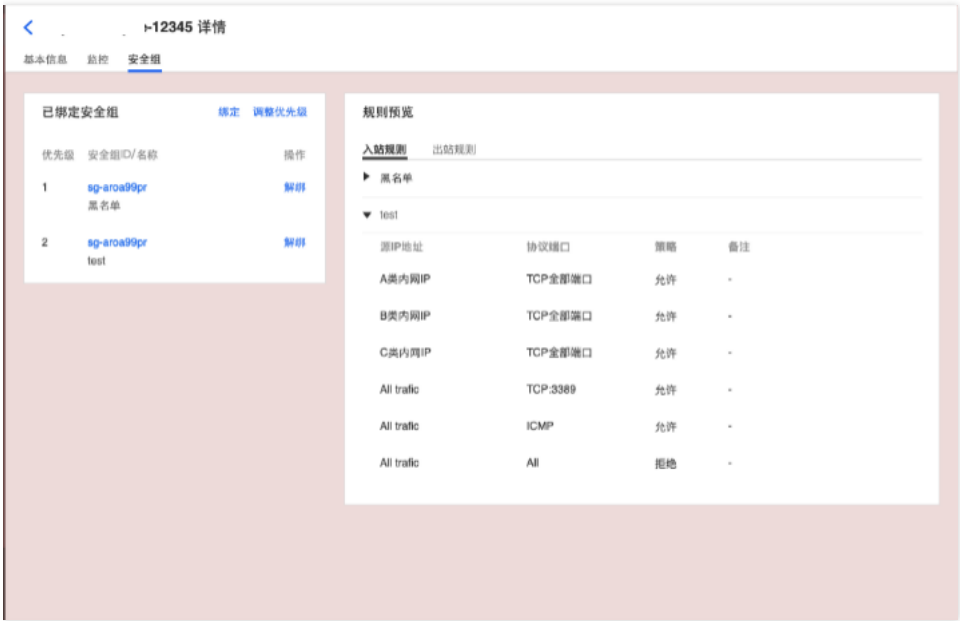 -12345 详情
基本信息 监控 安全组
已绑定安全组 绑定 调整优先级
优先级 安全组ID/名称 操作
1 sg-aroa99pr 解绑
黑名单
2 sg-aroa99pr 解绑
test
规则预览
入站规则 出站规则
黑名单
test
源IP地址 协议端口 策略 备注
A类内网IP TCP全部端口 允许 -
B类内网IP TCP全部端口 允许 -
C类内网IP TCP全部端口 允许 -
All trafic TCP:3389 允许 -
All trafic ICMP 允许 -
All trafic All 拒绝 -